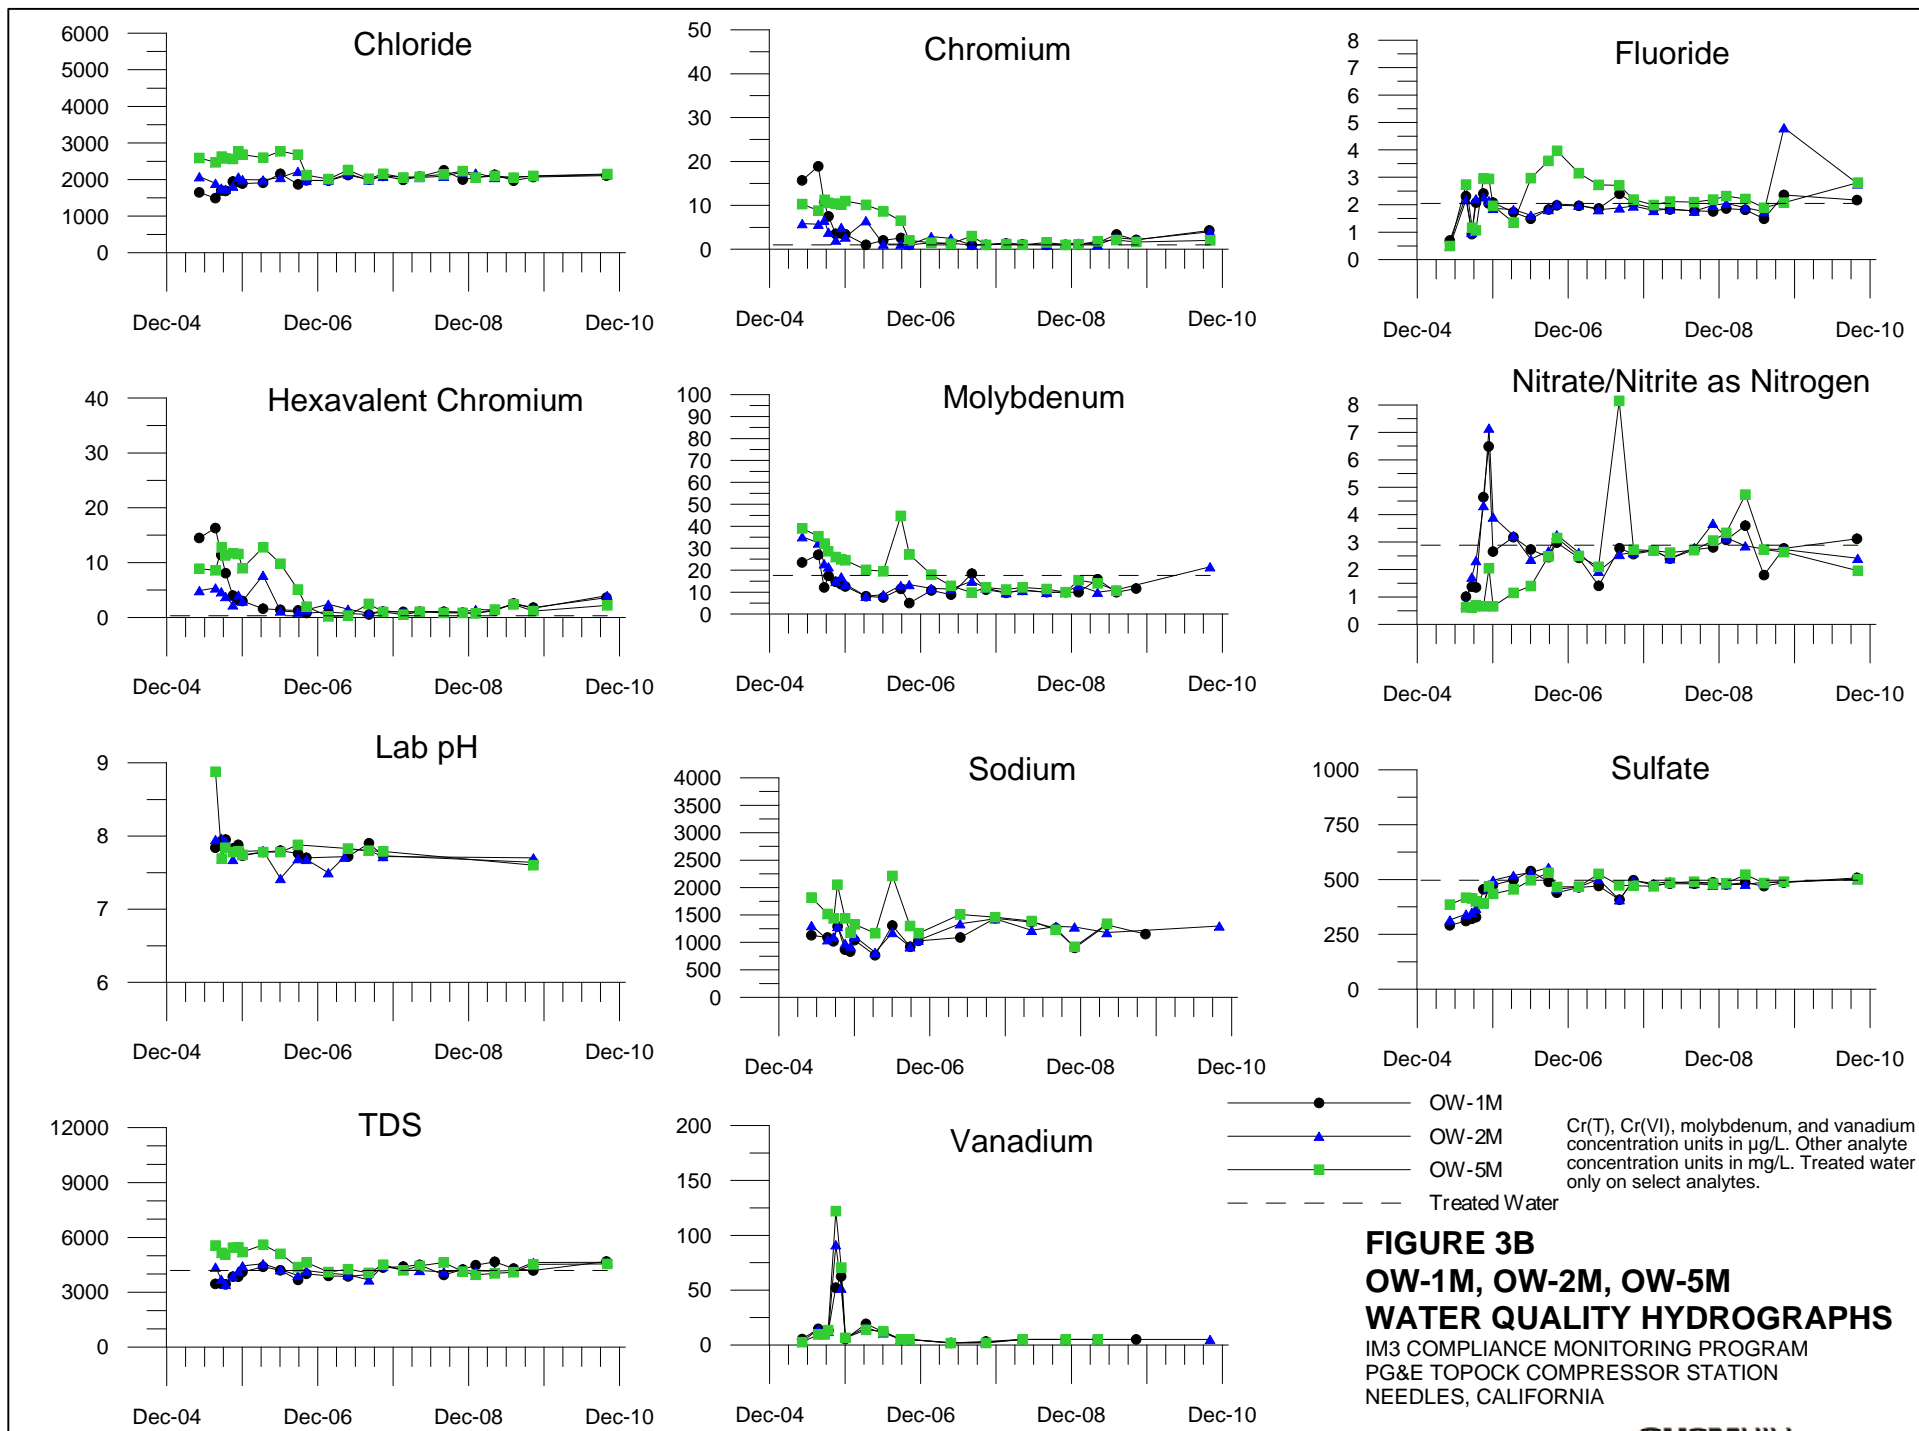 Chloride
6000
5000
4000
3000
2000
1000
0
Dec-04 Dec-06 Dec-08 Dec-10
Chromium
50
40
30
20
10
0
Dec-04 Dec-06 Dec-08 Dec-10
Fluoride
8
7
6
5
4
3
2
1
0
Dec-04 Dec-06 Dec-08 Dec-10
Hexavalent Chromium
40
30
20
10
0
Dec-04 Dec-06 Dec-08 Dec-10
Molybdenum
100
90
80
70
60
50
40
30
20
10
0
Dec-04 Dec-06 Dec-08 Dec-10
Nitrate/Nitrite as Nitrogen
8
7
6
5
4
3
2
1
0
Dec-04 Dec-06 Dec-08 Dec-10
Lab pH
9
8
7
6
Dec-04 Dec-06 Dec-08 Dec-10
Sodium
4000
3500
3000
2500
2000
1500
1000
500
0
Dec-04 Dec-06 Dec-08 Dec-10
Sulfate
1000
750
500
250
0
Dec-04 Dec-06 Dec-08 Dec-10
TDS
12000
9000
6000
3000
0
Dec-04 Dec-06 Dec-08 Dec-10
Vanadium
200
150
100
50
0
Dec-04 Dec-06 Dec-08 Dec-10
OW-1M
OW-2M
OW-5M
Treated Water
Cr(T), Cr(VI), molybdenum, and vanadium
concentration units in µg/L. Other analyte
concentration units in mg/L. Treated water
only on select analytes.
FIGURE 3B
OW-1M, OW-2M, OW-5M
WATER QUALITY HYDROGRAPHS
IM3 COMPLIANCE MONITORING PROGRAM
PG&E TOPOCK COMPRESSOR STATION
NEEDLES, CALIFORNIA